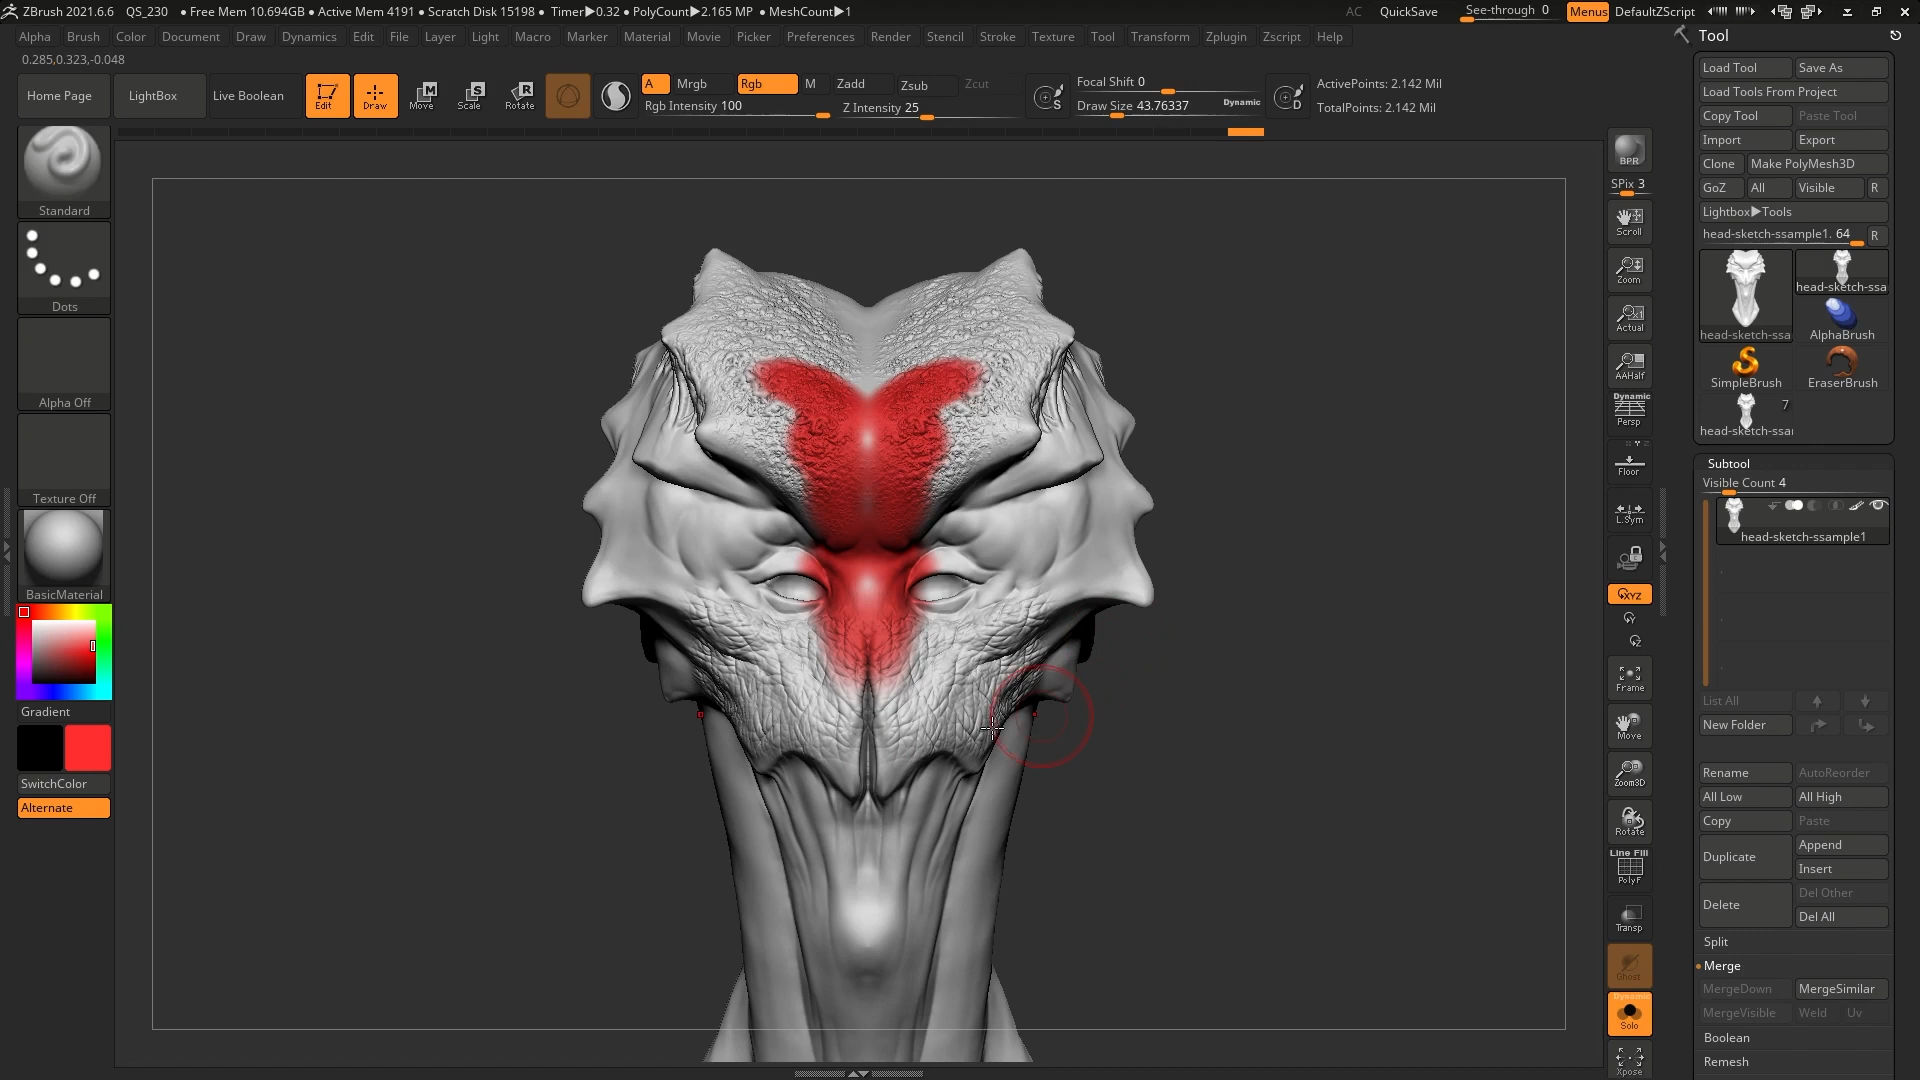 ZBrush 2021.6.6 QS_230 • Free Mem 10.694GB • Active Mem 4191 • Scratch Disk 15198 • Timer▶0.32 • PolyCount▶2.165 MP • MeshCount▶1 AC QuickSave See-through 0 Menus DefaultZScript
Alpha Brush Color Document Draw Dynamics Edit File Layer Light Macro Marker Material Movie Picker Preferences Render Stencil Stroke Texture Tool Transform Zplugin Zscript Help
0.285,0.323,-0.048
Home Page LightBox Live Boolean Edit Draw Move Scale Rotate
A Mrgb Rgb M Zadd Zsub Zcut
Rgb Intensity 100 Z Intensity 25
S
Focal Shift 0
Draw Size 43.76337 Dynamic
D
ActivePoints: 2.142 Mil
TotalPoints: 2.142 Mil
Standard
Dots
Alpha Off
Texture Off
BasicMaterial
Gradient
SwitchColor
Alternate
BPR
SPix 3
Scroll
Zoom
Actual
AAHalf
Dynamic
Persp
Floor
L.Sym
XYZ
Frame
Move
Zoom3D
Rotate
Line Fill
PolyF
Transp
Ghost
Dynamic
Solo
Xpose
Tool
Load Tool Save As
Load Tools From Project
Copy Tool Paste Tool
Import Export
Clone Make PolyMesh3D
GoZ All Visible R
Lightbox▶Tools
head-sketch-ssample1. 64 R
head-sketch-ssa
head-sketch-ssa AlphaBrush
SimpleBrush EraserBrush
7
head-sketch-ssa
Subtool
Visible Count 4
head-sketch-ssample1
List All
New Folder
Rename AutoReorder
All Low All High
Copy Paste
Duplicate Append
Insert
Delete Del Other
Del All
Split
Merge
MergeDown MergeSimilar
MergeVisible Weld Uv
Boolean
Remesh